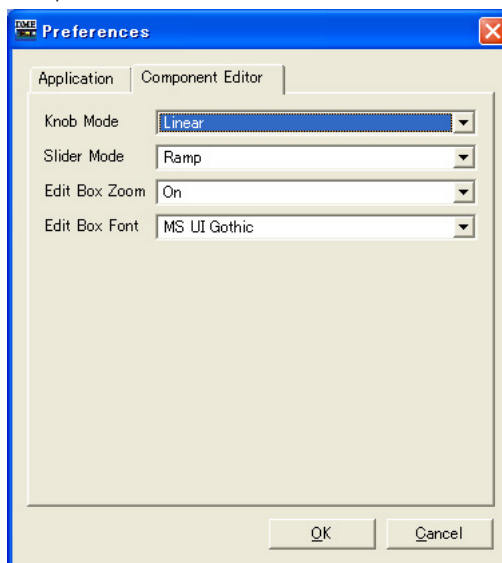 DME
Preferences
Application Component Editor
Knob Mode Linear
Slider Mode Ramp
Edit Box Zoom On
Edit Box Font MS UI Gothic
OK Cancel